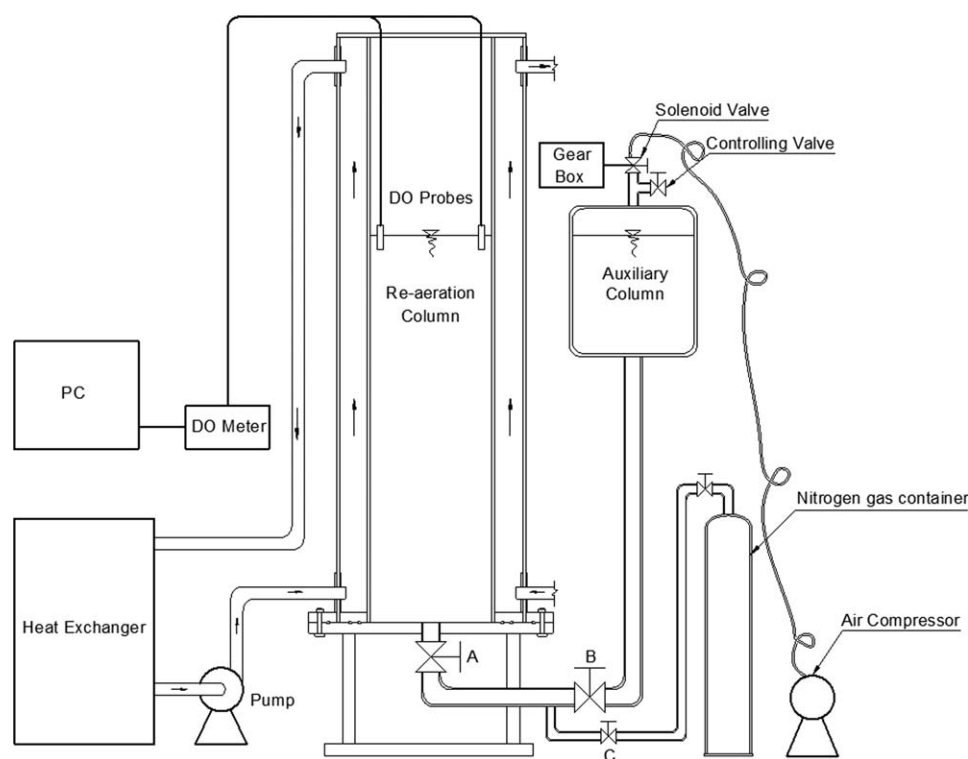 Solenoid Valve
Controlling Valve
Gear
Box
DO Probes
Re-aeration
Column
Auxiliary
Column
PC
DO Meter
Nitrogen gas container
Heat Exchanger
Air Compressor
A
B
Pump
C